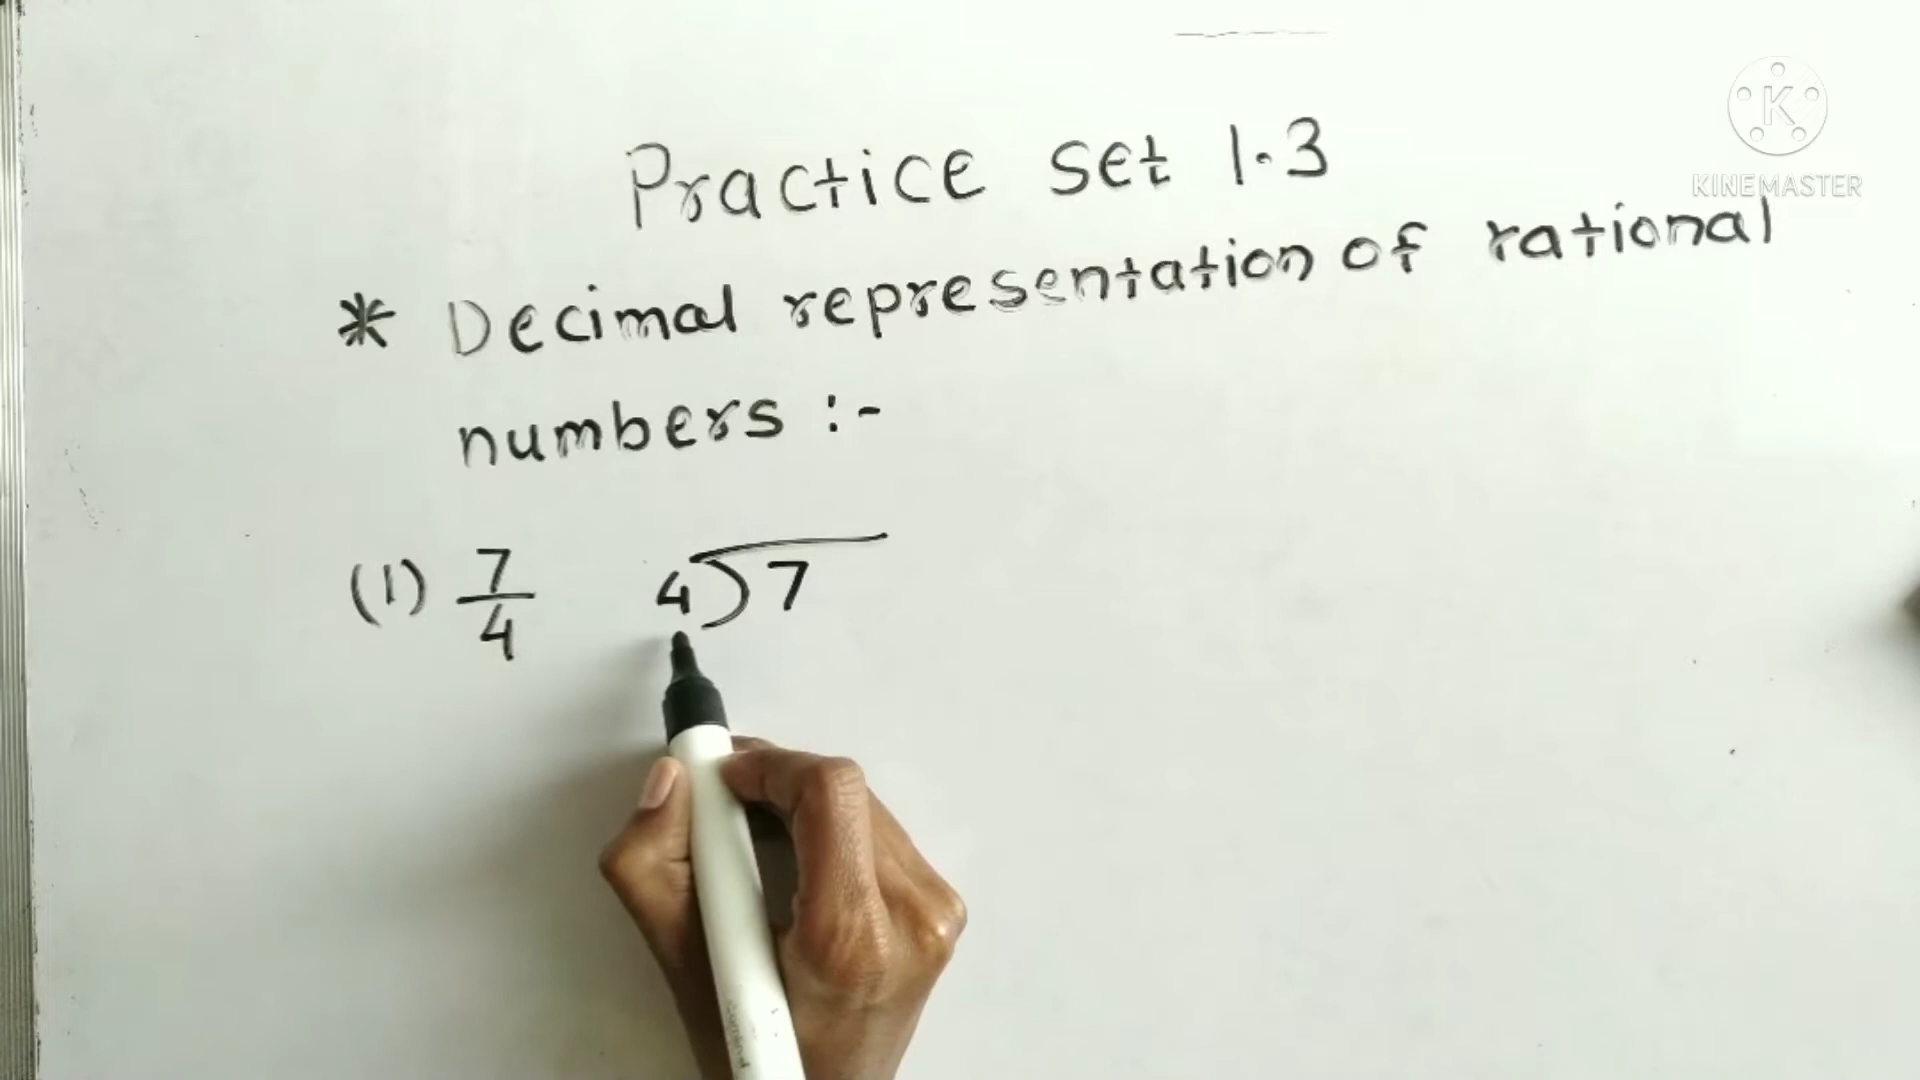 KINEMASTER
Practice set 1.3
* Decimal representation of rational
numbers :-
(1) 7/4 4)7